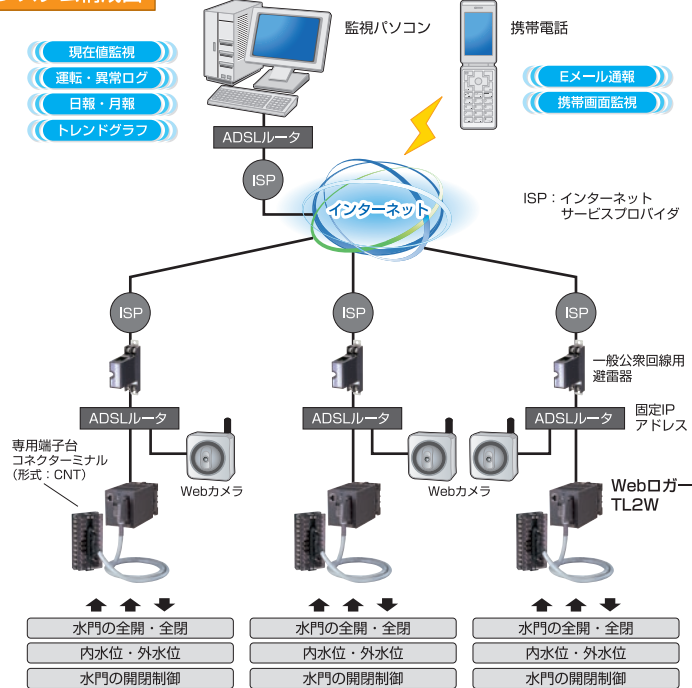 システム構成図
監視パソコン
携帯電話
現在値監視
運転・異常ログ
日報・月報
トレンドグラフ
Eメール通報
携帯画面監視
ADSLルータ
ISP
インターネット
ISP：インターネット
サービスプロバイダ
ISP
ISP
ISP
一般公衆回線用
避雷器
ADSLルータ
ADSLルータ
ADSLルータ
固定IP
アドレス
専用端子台
コネクターミナル
（形式：CNT）
Webカメラ
Webカメラ
Webロガー
TL2W
水門の全開・全閉
水門の全開・全閉
水門の全開・全閉
内水位・外水位
内水位・外水位
内水位・外水位
水門の開閉制御
水門の開閉制御
水門の開閉制御